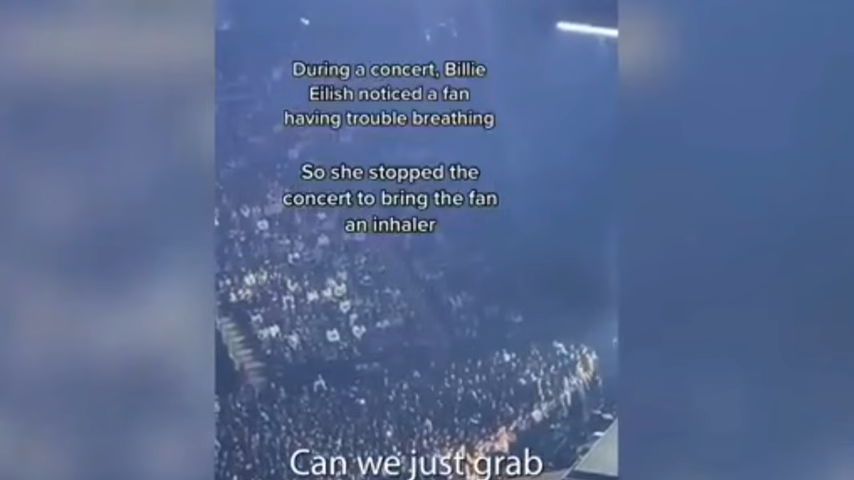 During a concert, Billie
Eilish noticed a fan
having trouble breathing
So she stopped the
concert to bring the fan
an inhaler
Can we just grab